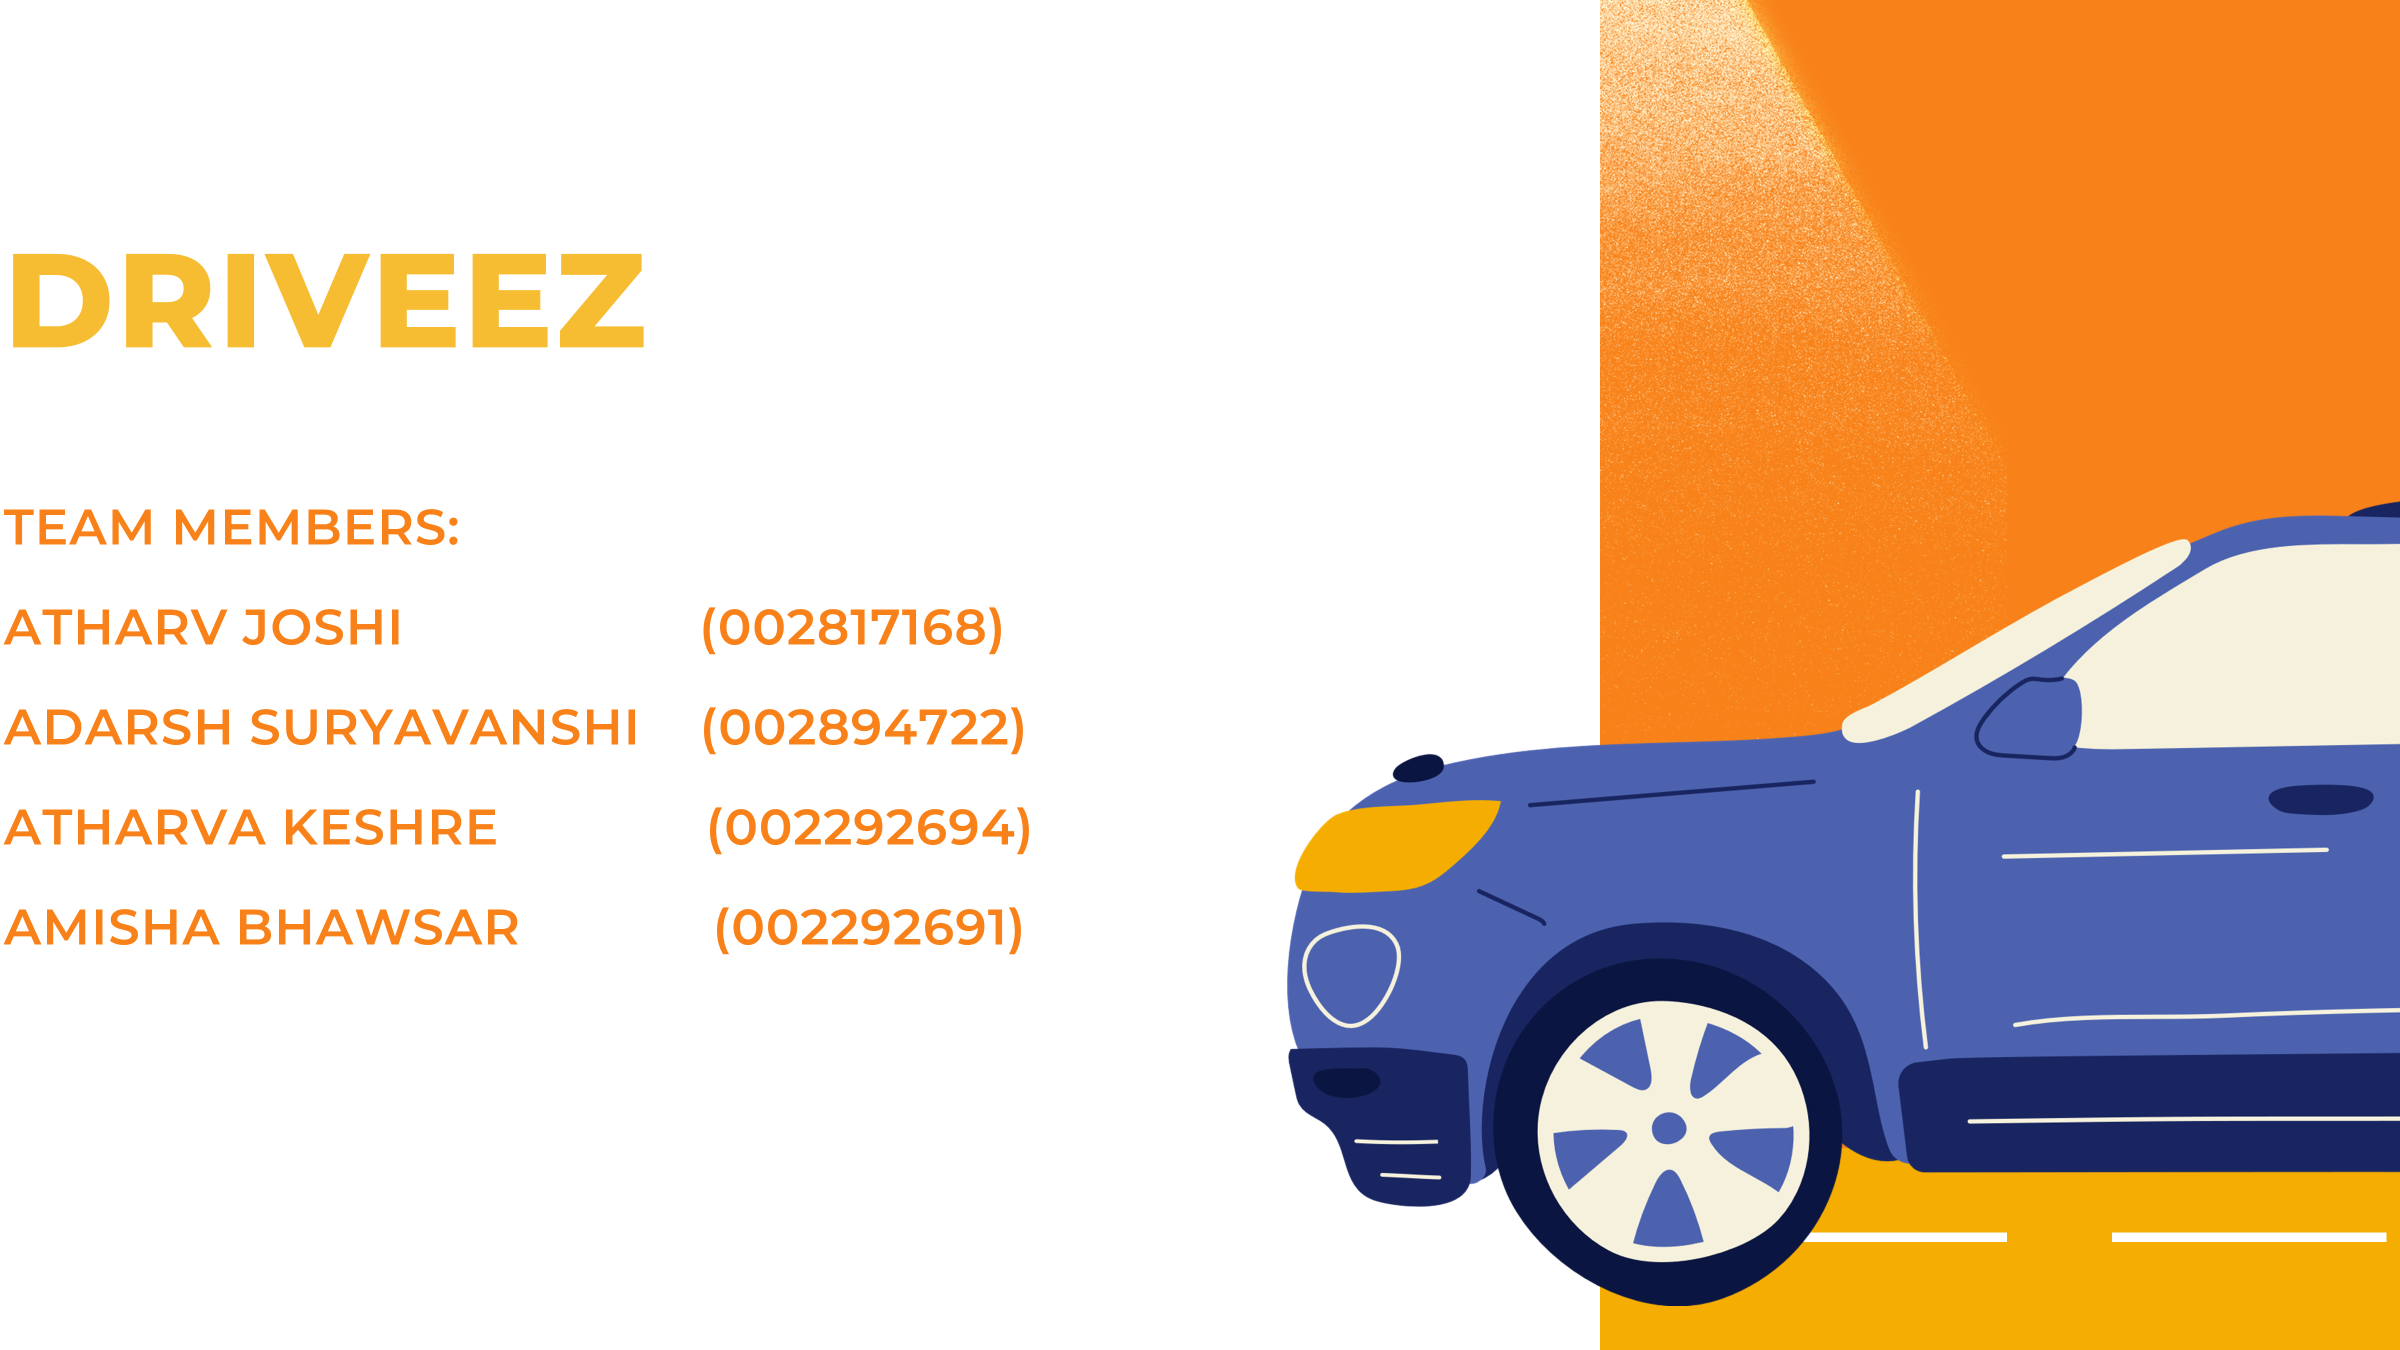 DRIVEEZ
TEAM MEMBERS:
ATHARV JOSHI (002817168)
ADARSH SURYAVANSHI (002894722)
ATHARVA KESHRE (002292694)
AMISHA BHAWSAR (002292691)